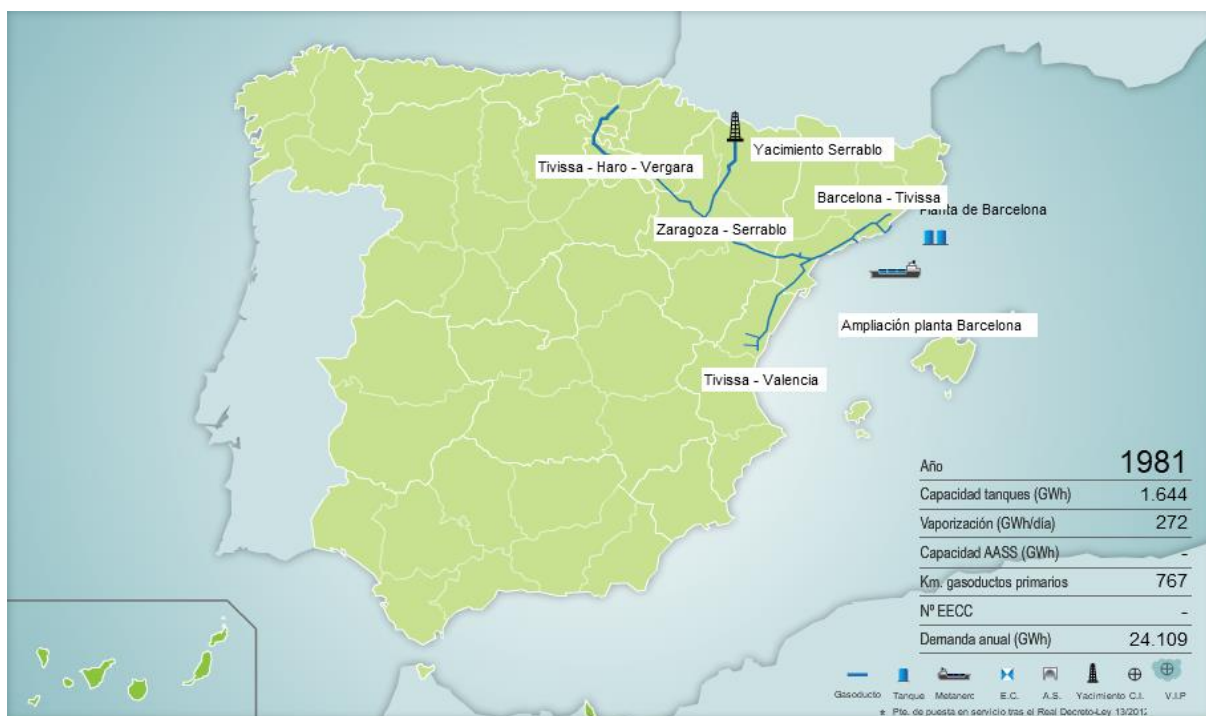 Yacimiento Serrablo
Tivissa - Haro - Vergara
Barcelona - Tivissa
Planta de Barcelona
Zaragoza - Serrablo
Ampliación planta Barcelona
Tivissa - Valencia
Año 1981
Capacidad tanques (GWh) 1.644
Vaporización (GWh/día) 272
Capacidad AASS (GWh) -
Km. gasoductos primarios 767
Nº EECC -
Demanda anual (GWh) 24.109
Gasoducto Tanque Metanerc E.C. A.S. Yacimiento C.I. V.I.P
* Pte. de puesta en servicio tras el Real Decreto-Ley 13/2012